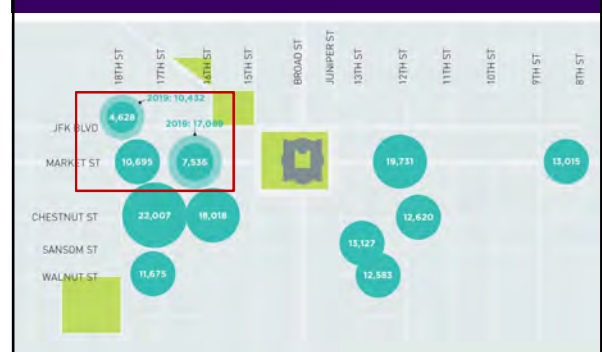 18TH ST
17TH ST
16TH ST
15TH ST
BROAD ST
JUNIPER ST
13TH ST
12TH ST
11TH ST
10TH ST
9TH ST
8TH ST
2019: 10,432
4,628
JFK BLVD
2019: 17,089
MARKET ST
10,695
7,536
19,731
13,015
CHESTNUT ST
22,007
18,018
12,620
SANSOM ST
13,127
WALNUT ST
11,675
12,583